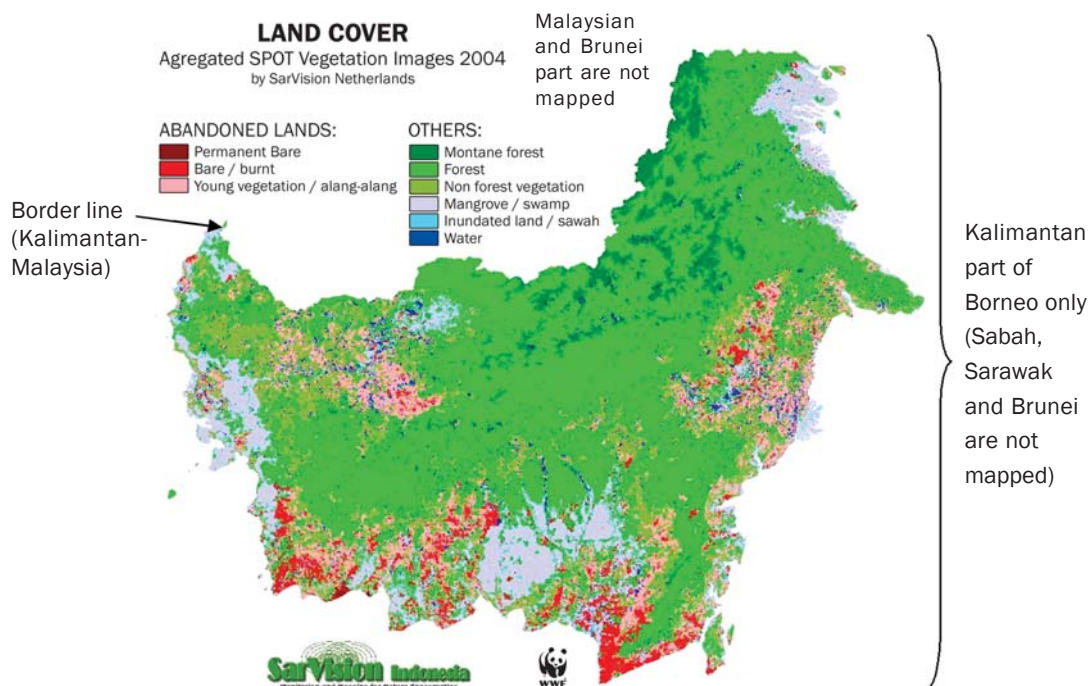 LAND COVER
Agregated SPOT Vegetation Images 2004
by SarVision Netherlands
Malaysian
and Brunei
part are not
mapped
ABANDONED LANDS:
Permanent Bare
Bare / burnt
Young vegetation / alang-alang
OTHERS:
Montane forest
Forest
Non forest vegetation
Mangrove / swamp
Inundated land / sawah
Water
Border line
(Kalimantan-
Malaysia)
Kalimantan
part of
Borneo only
(Sabah,
Sarawak
and Brunei
are not
mapped)
SarVision Indonesia
WWF